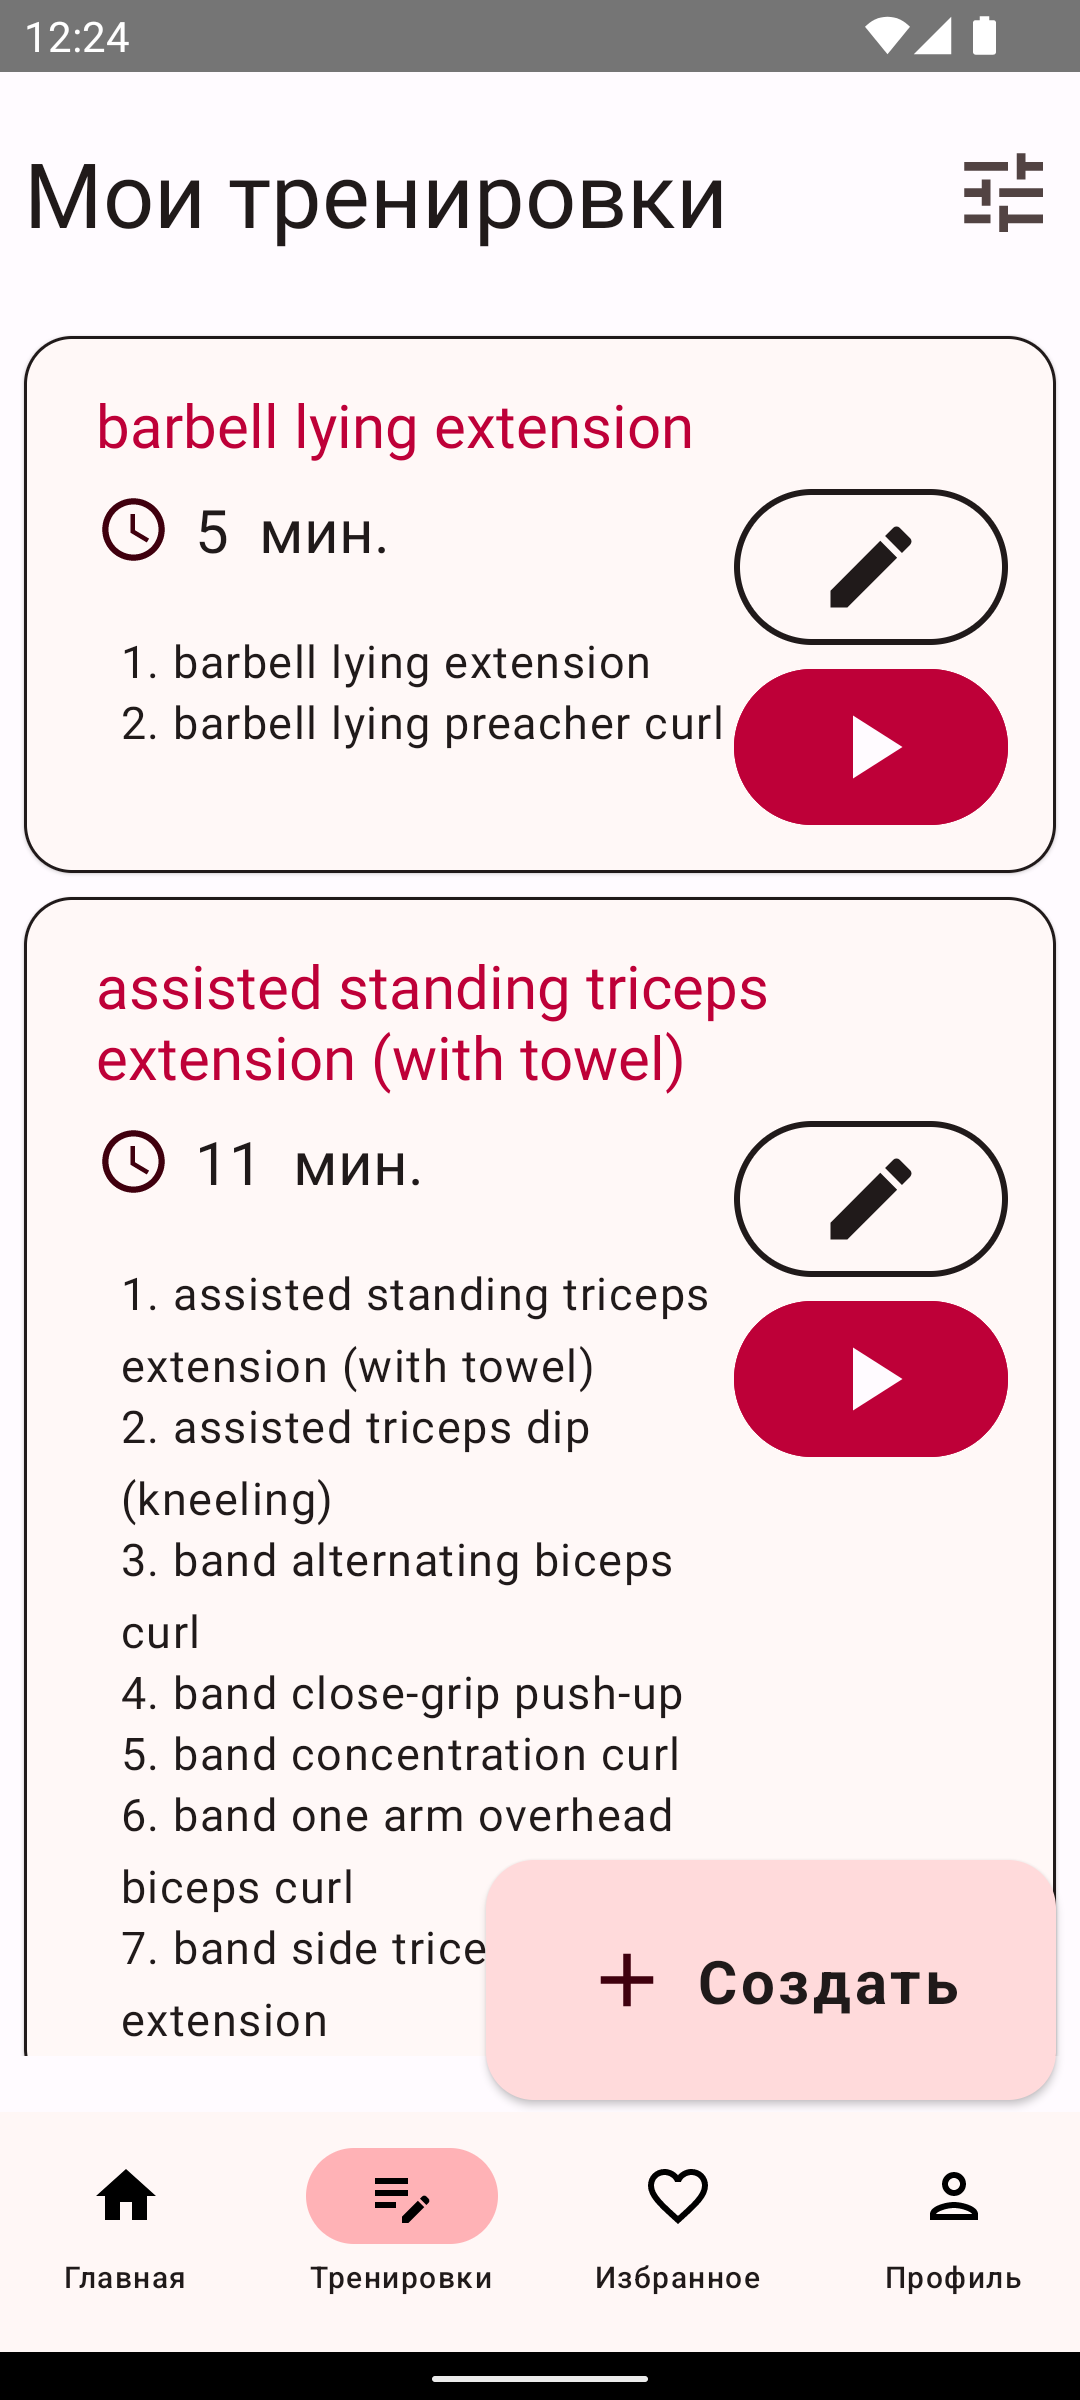 12:24
Мои тренировки
barbell lying extension
5 мин.
1. barbell lying extension
2. barbell lying preacher curl
assisted standing triceps
extension (with towel)
11 мин.
1. assisted standing triceps
extension (with towel)
2. assisted triceps dip
(kneeling)
3. band alternating biceps
curl
4. band close-grip push-up
5. band concentration curl
6. band one arm overhead
biceps curl
7. band side trice
extension
Создать
Главная
Тренировки
Избранное
Профиль